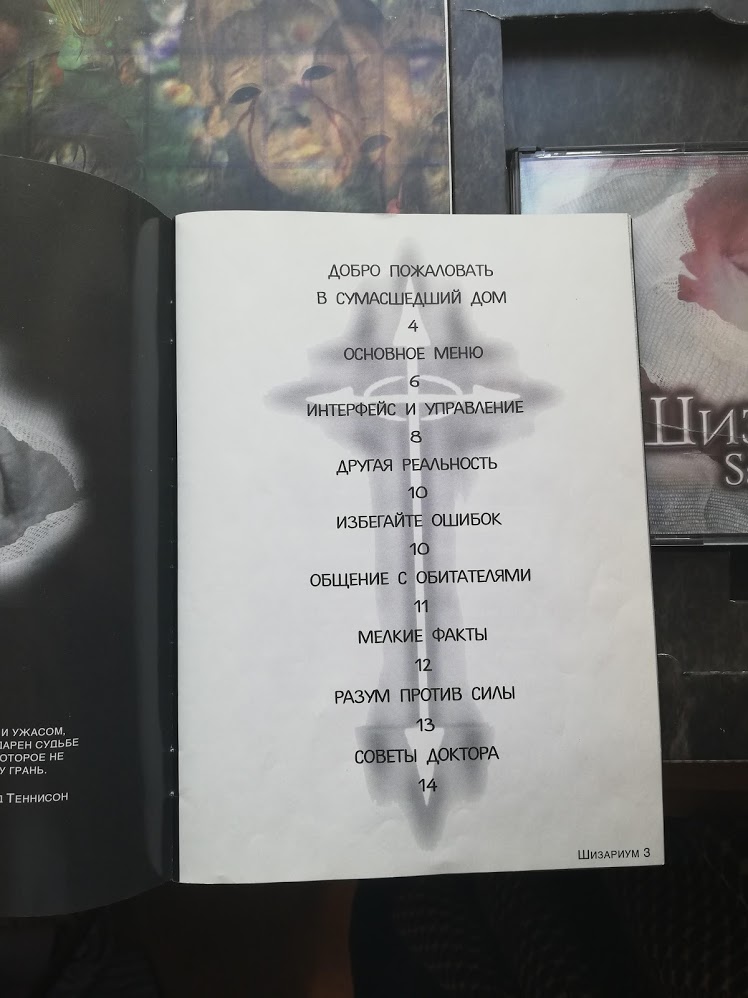 И УЖАСОМ,
СУДЬБЕ
НЕ
ГРАНЬ.
ТЕННИСОН
ДОБРО ПОЖАЛОВАТЬ
В СУМАСШЕДШИЙ ДОМ
4
ОСНОВНОЕ МЕНЮ
6
ИНТЕРФЕЙС И УПРАВЛЕНИЕ
8
ДРУГАЯ РЕАЛЬНОСТЬ
10
ИЗБЕГАЙТЕ ОШИБОК
10
ОБЩЕНИЕ С ОБИТАТЕЛЯМИ
11
МЕЛКИЕ ФАКТЫ
12
РАЗУМ ПРОТИВ СИЛЫ
13
СОВЕТЫ ДОКТОРА
14
ШИЗАРИУМ 3